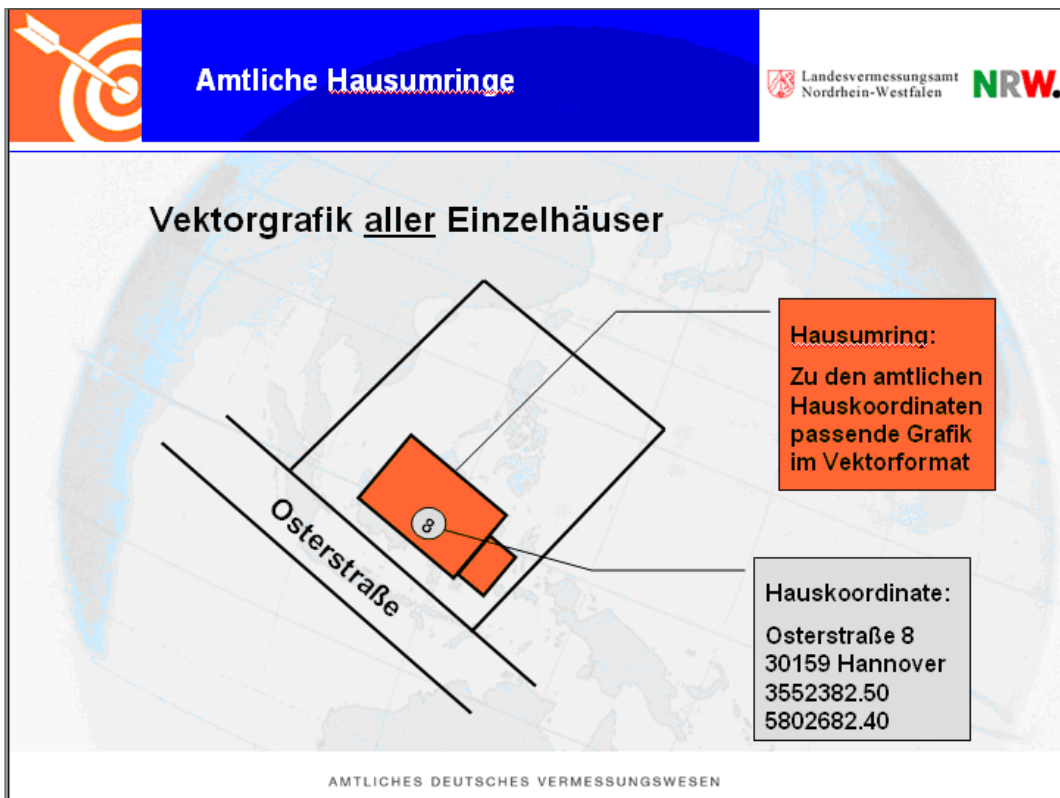 Amtliche Hausumringe
Landesvermessungsamt
Nordrhein-Westfalen
NRW.
Vektorgrafik aller Einzelhäuser
Hausumring:
Zu den amtlichen
Hauskoordinaten
passende Grafik
im Vektorformat
8
Osterstraße
Hauskoordinate:
Osterstraße 8
30159 Hannover
3552382.50
5802682.40
AMTLICHES DEUTSCHES VERMESSUNGSWESEN